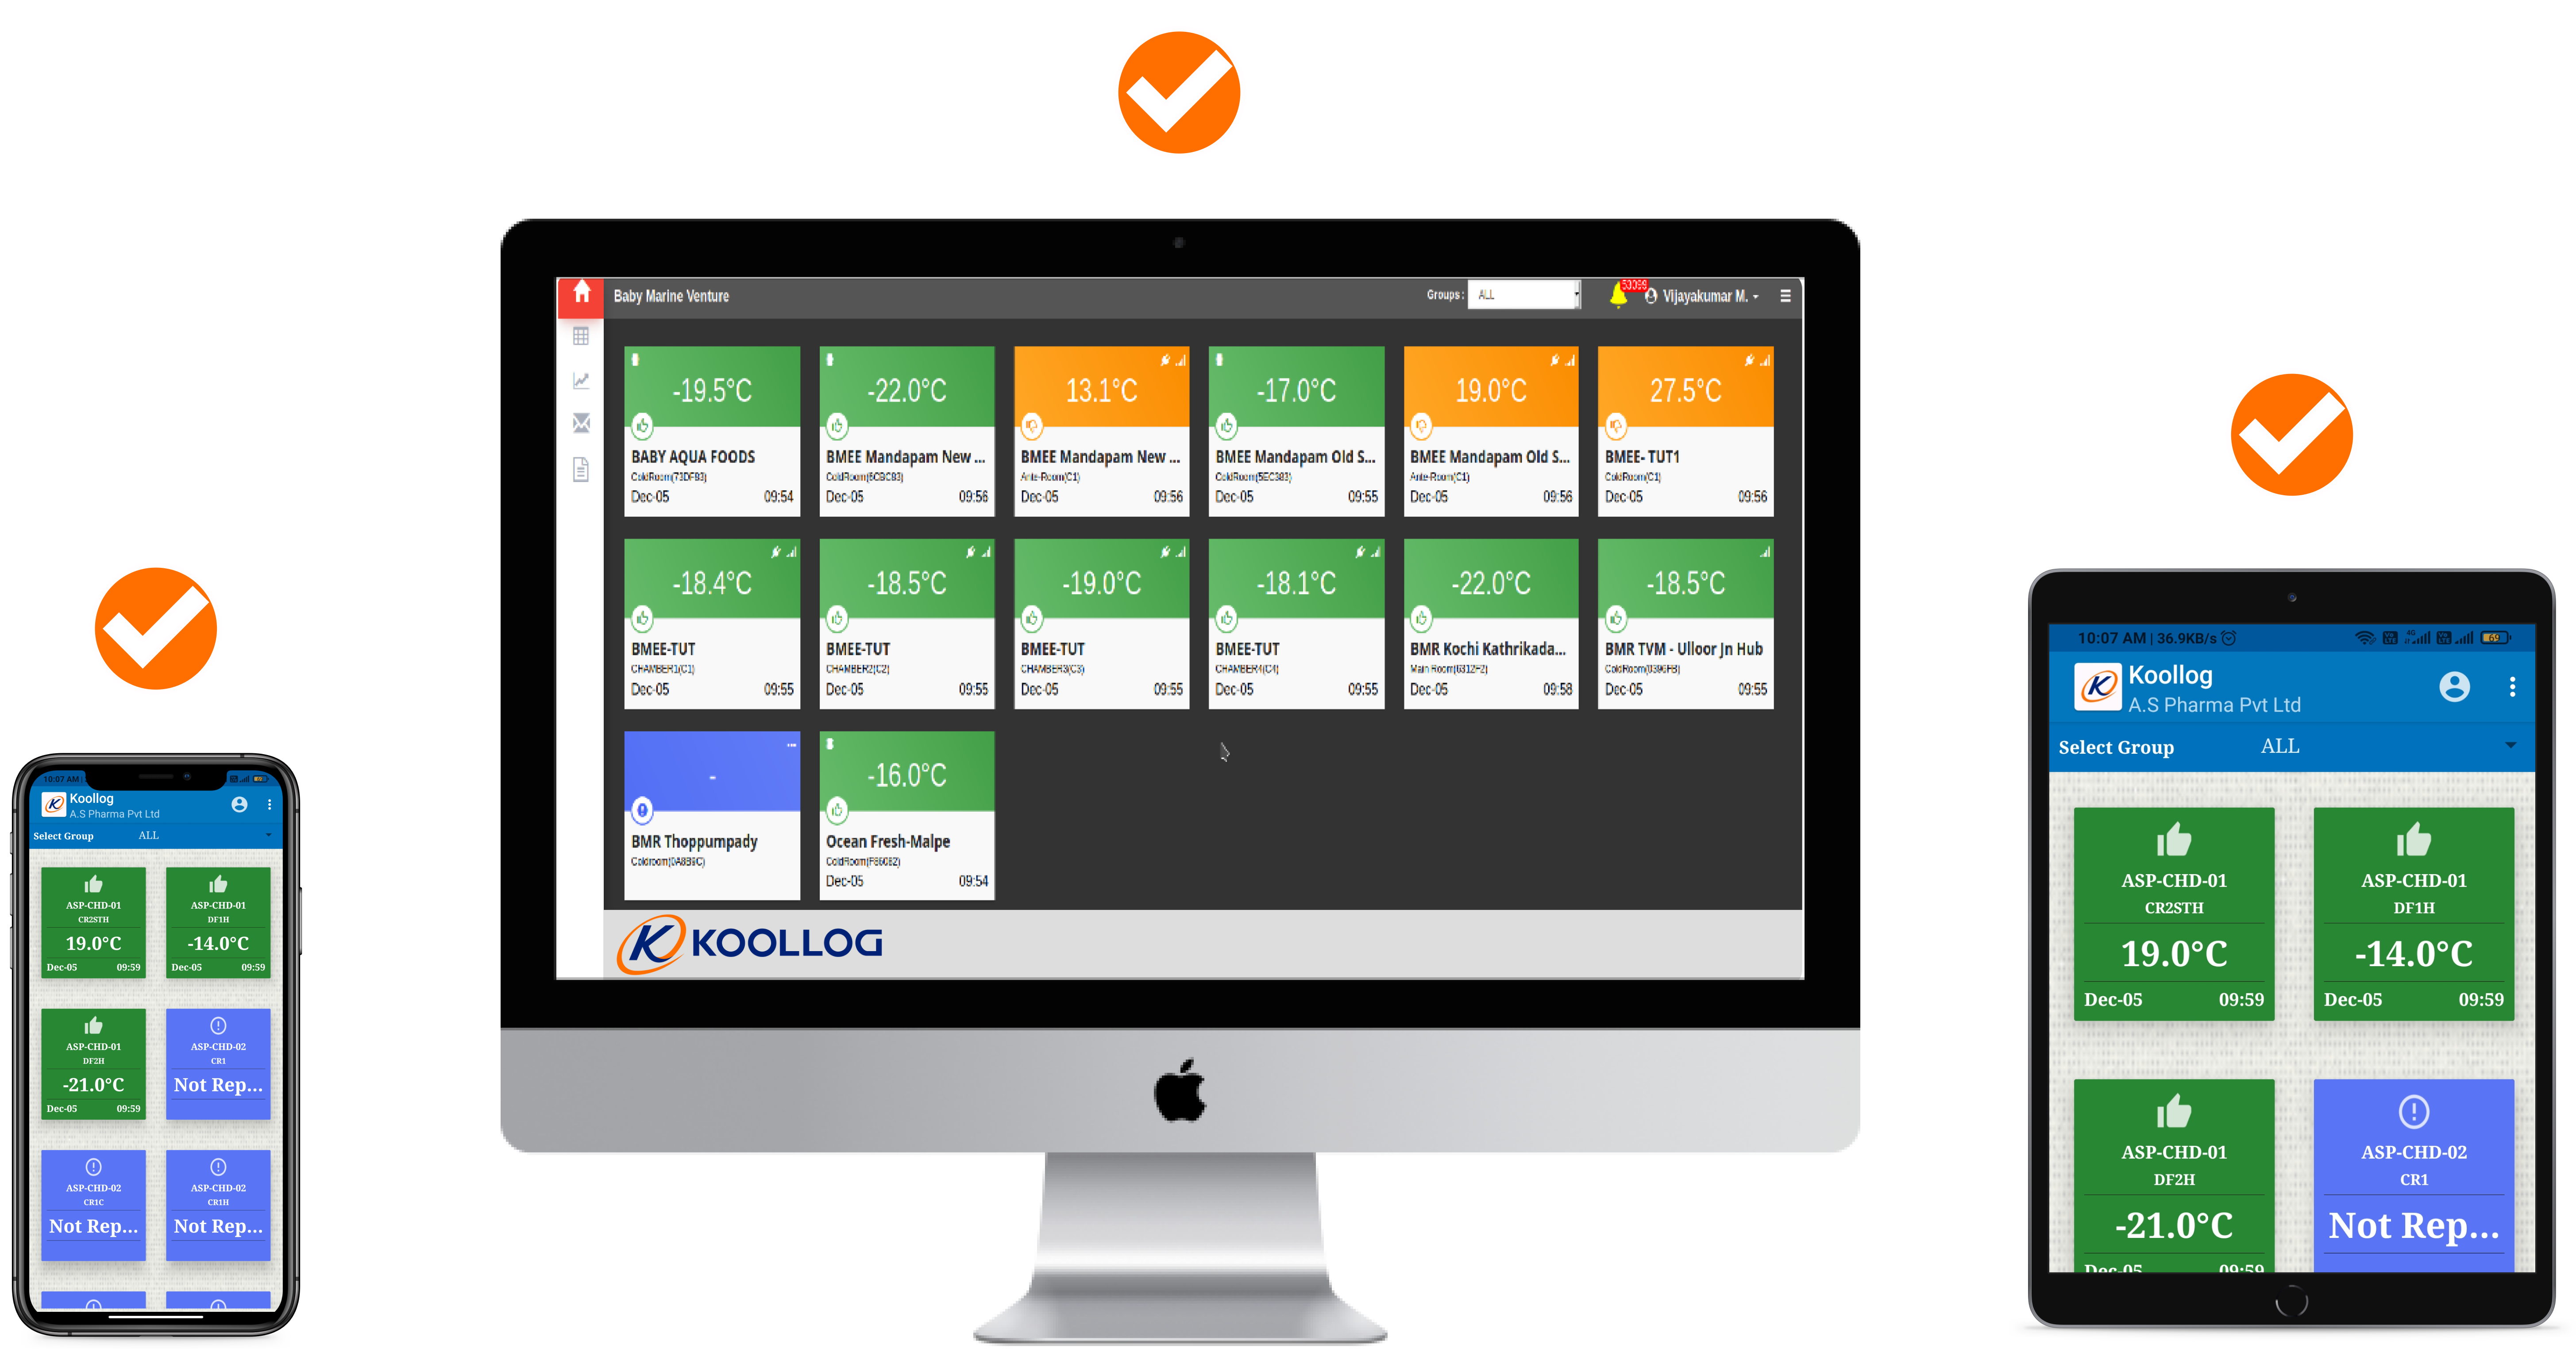 Baby Marine Venture
Groups : ALL
53099
Vijayakumar M.
-19.5°C
BABY AQUA FOODS
ColdRoom(73DF83)
Dec-05 09:54
-22.0°C
BMEE Mandapam New ...
ColdRoom(6CBC83)
Dec-05 09:56
13.1°C
BMEE Mandapam New ...
Ante-Room(C1)
Dec-05 09:56
-17.0°C
BMEE Mandapam Old S...
ColdRoom(5EC383)
Dec-05 09:55
19.0°C
BMEE Mandapam Old S...
Ante-Room(C1)
Dec-05 09:56
27.5°C
BMEE- TUT1
ColdRoom(C1)
Dec-05 09:56
-18.4°C
BMEE-TUT
CHAMBER1(C1)
Dec-05 09:55
-18.5°C
BMEE-TUT
CHAMBER2(C2)
Dec-05 09:55
-19.0°C
BMEE-TUT
CHAMBER3(C3)
Dec-05 09:55
-18.1°C
BMEE-TUT
CHAMBER4(C4)
Dec-05 09:55
-22.0°C
BMR Kochi Kathrikada...
Main Room(6312F2)
Dec-05 09:58
-18.5°C
BMR TVM - Ulloor Jn Hub
ColdRoom(0396FB)
Dec-05 09:55
-
BMR Thoppumpady
Coldroom(0A8B9C)
-16.0°C
Ocean Fresh-Malpe
ColdRoom(F66082)
Dec-05 09:54
K KOOLLOG
10:07 AM |
K Koollog
A.S Pharma Pvt Ltd
Select Group ALL
ASP-CHD-01
CR2STH
19.0°C
Dec-05 09:59
ASP-CHD-01
DF1H
-14.0°C
Dec-05 09:59
ASP-CHD-01
DF2H
-21.0°C
Dec-05 09:59
ASP-CHD-02
CR1
Not Rep...
ASP-CHD-02
CR1C
Not Rep...
ASP-CHD-02
CR1H
Not Rep...
10:07 AM | 36.9KB/s 4G 69
K Koollog
A.S Pharma Pvt Ltd
Select Group ALL
ASP-CHD-01
CR2STH
19.0°C
Dec-05 09:59
ASP-CHD-01
DF1H
-14.0°C
Dec-05 09:59
ASP-CHD-01
DF2H
-21.0°C
Dec-05 09:59
ASP-CHD-02
CR1
Not Rep...